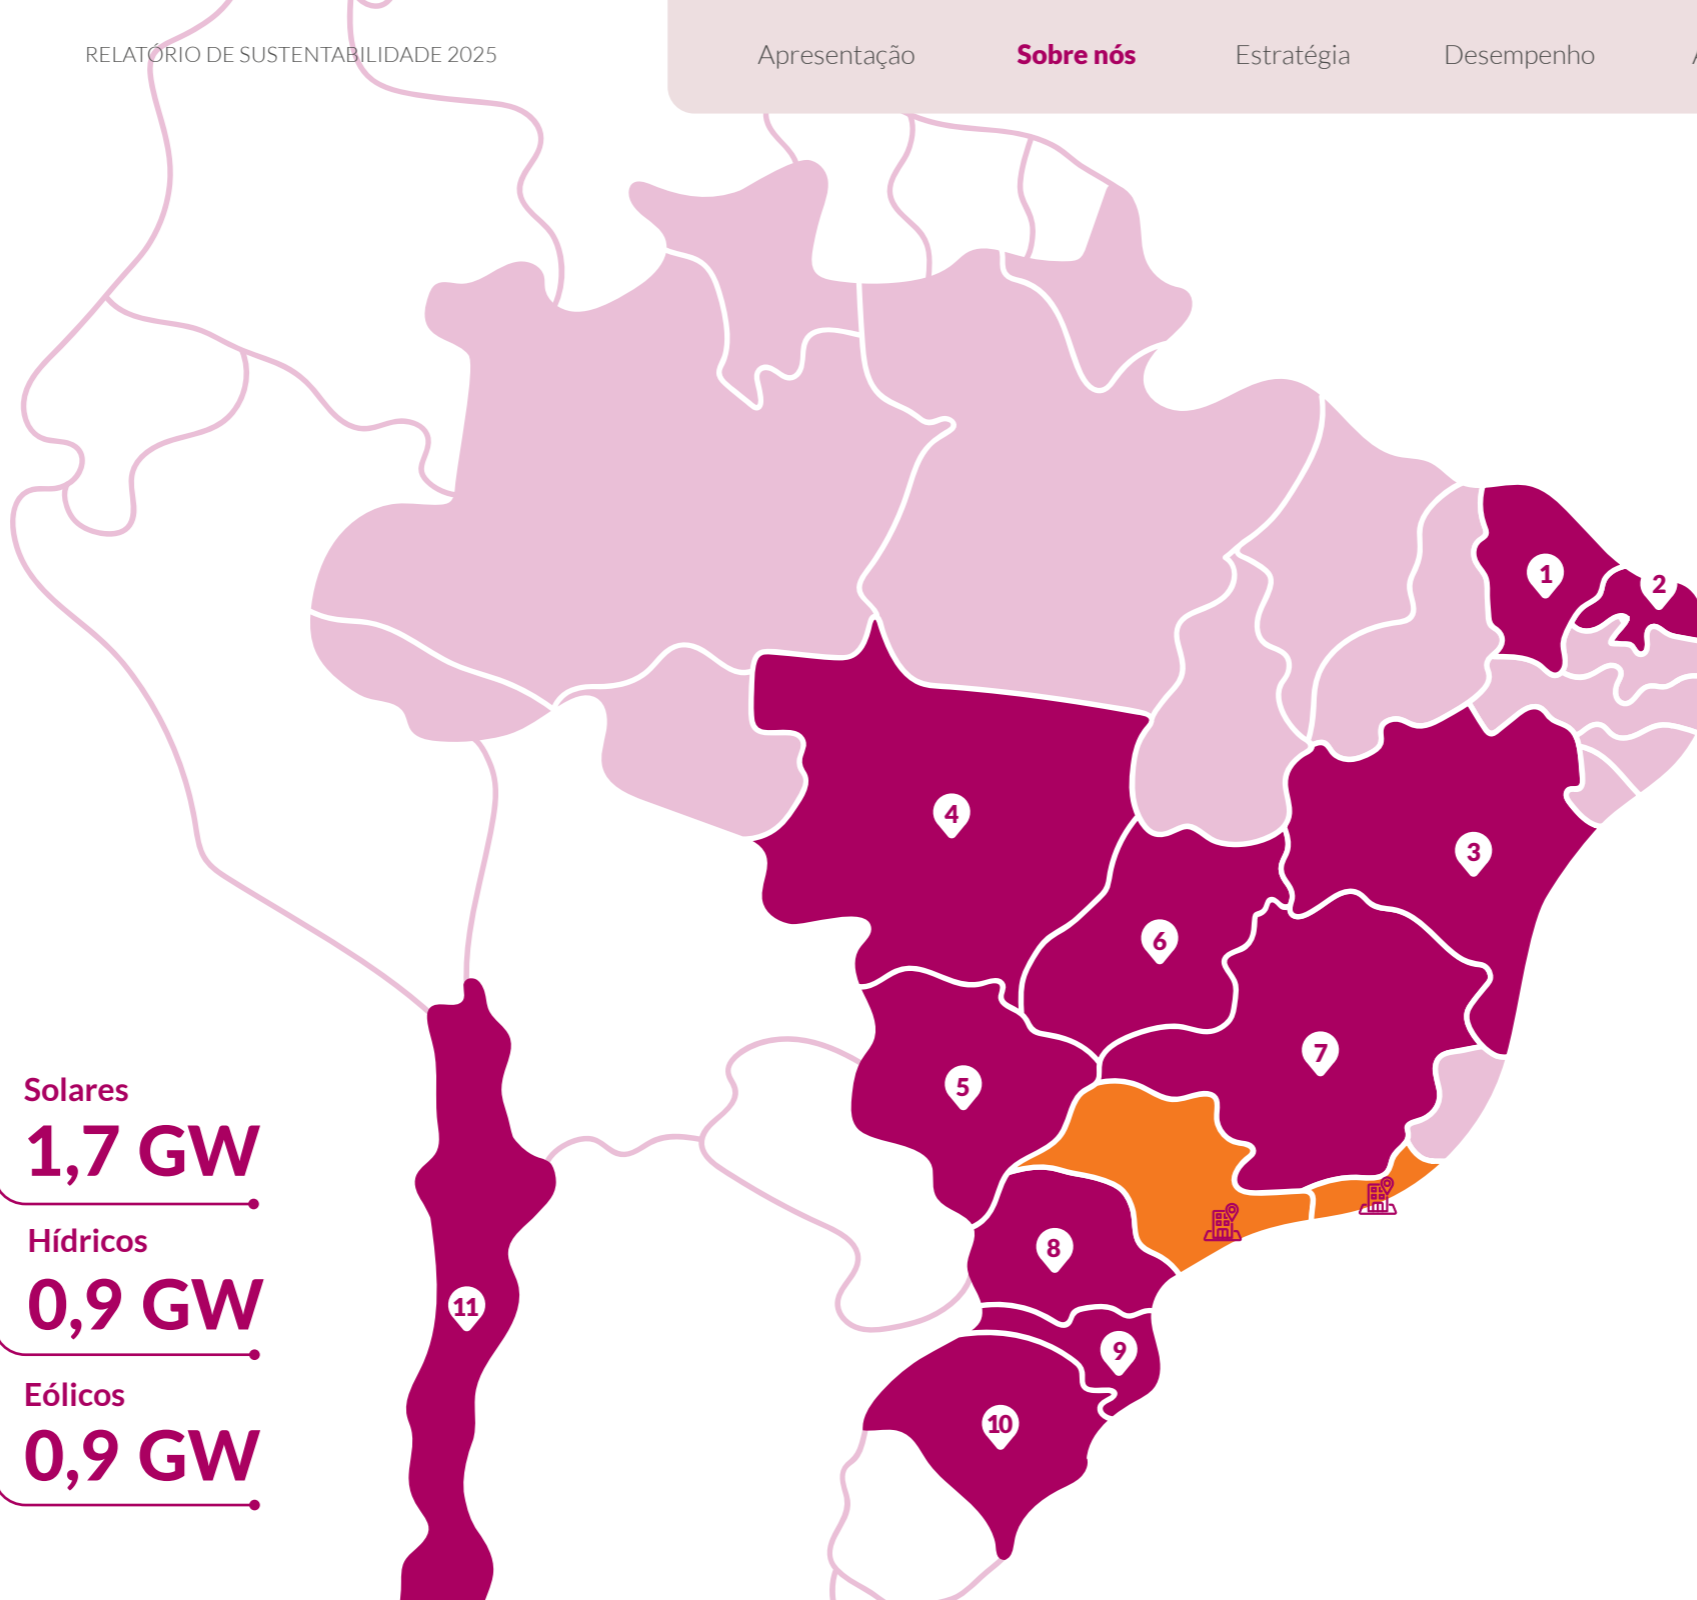 RELATÓRIO DE SUSTENTABILIDADE 2025
Apresentação Sobre nós Estratégia Desempenho
1
2
4
3
6
7
5
Solares
1,7 GW
Hídricos
0,9 GW
8
11
9
Eólicos
0,9 GW
10